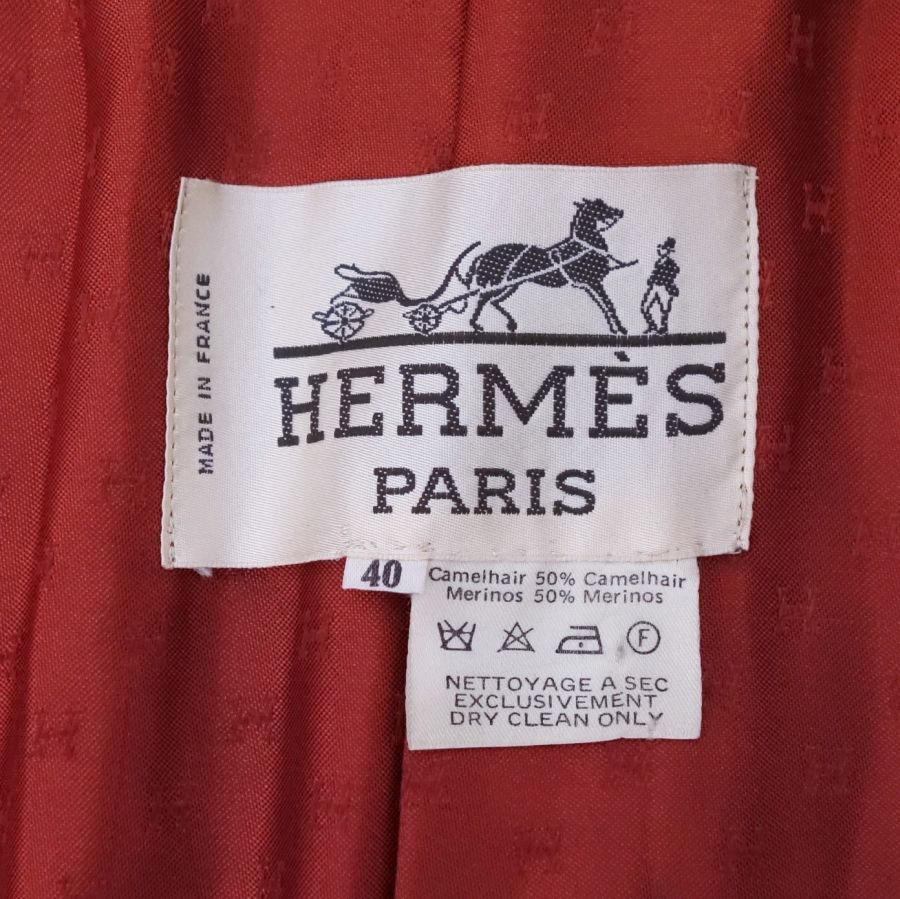 MADE IN FRANCE
HERMÈS
PARIS
40
Camelhair 50% Camelhair
Merinos 50% Merinos
F
NETTOYAGE A SEC
EXCLUSIVEMENT
DRY CLEAN ONLY